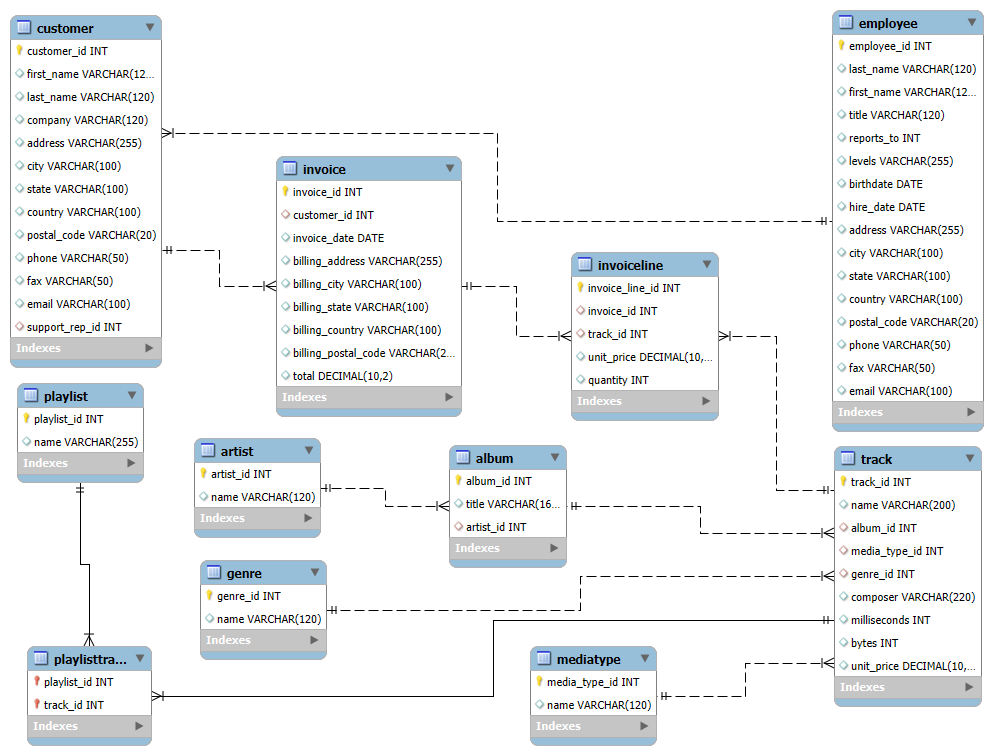 customer
customer_id INT
first_name VARCHAR(12...
last_name VARCHAR(120)
company VARCHAR(120)
address VARCHAR(255)
city VARCHAR(100)
state VARCHAR(100)
country VARCHAR(100)
postal_code VARCHAR(20)
phone VARCHAR(50)
fax VARCHAR(50)
email VARCHAR(100)
support_rep_id INT
Indexes
employee
employee_id INT
last_name VARCHAR(120)
first_name VARCHAR(12...
title VARCHAR(120)
reports_to INT
levels VARCHAR(255)
birthdate DATE
hire_date DATE
address VARCHAR(255)
city VARCHAR(100)
state VARCHAR(100)
country VARCHAR(100)
postal_code VARCHAR(20)
phone VARCHAR(50)
fax VARCHAR(50)
email VARCHAR(100)
Indexes
invoice
invoice_id INT
customer_id INT
invoice_date DATE
billing_address VARCHAR(255)
billing_city VARCHAR(100)
billing_state VARCHAR(100)
billing_country VARCHAR(100)
billing_postal_code VARCHAR(2...
total DECIMAL(10,2)
Indexes
invoiceline
invoice_line_id INT
invoice_id INT
track_id INT
unit_price DECIMAL(10,...
quantity INT
Indexes
playlist
playlist_id INT
name VARCHAR(255)
Indexes
artist
artist_id INT
name VARCHAR(120)
Indexes
album
album_id INT
title VARCHAR(16...
artist_id INT
Indexes
track
track_id INT
name VARCHAR(200)
album_id INT
media_type_id INT
genre_id INT
composer VARCHAR(220)
milliseconds INT
bytes INT
unit_price DECIMAL(10,...
Indexes
genre
genre_id INT
name VARCHAR(120)
Indexes
playlisttra...
playlist_id INT
track_id INT
Indexes
mediatype
media_type_id INT
name VARCHAR(120)
Indexes